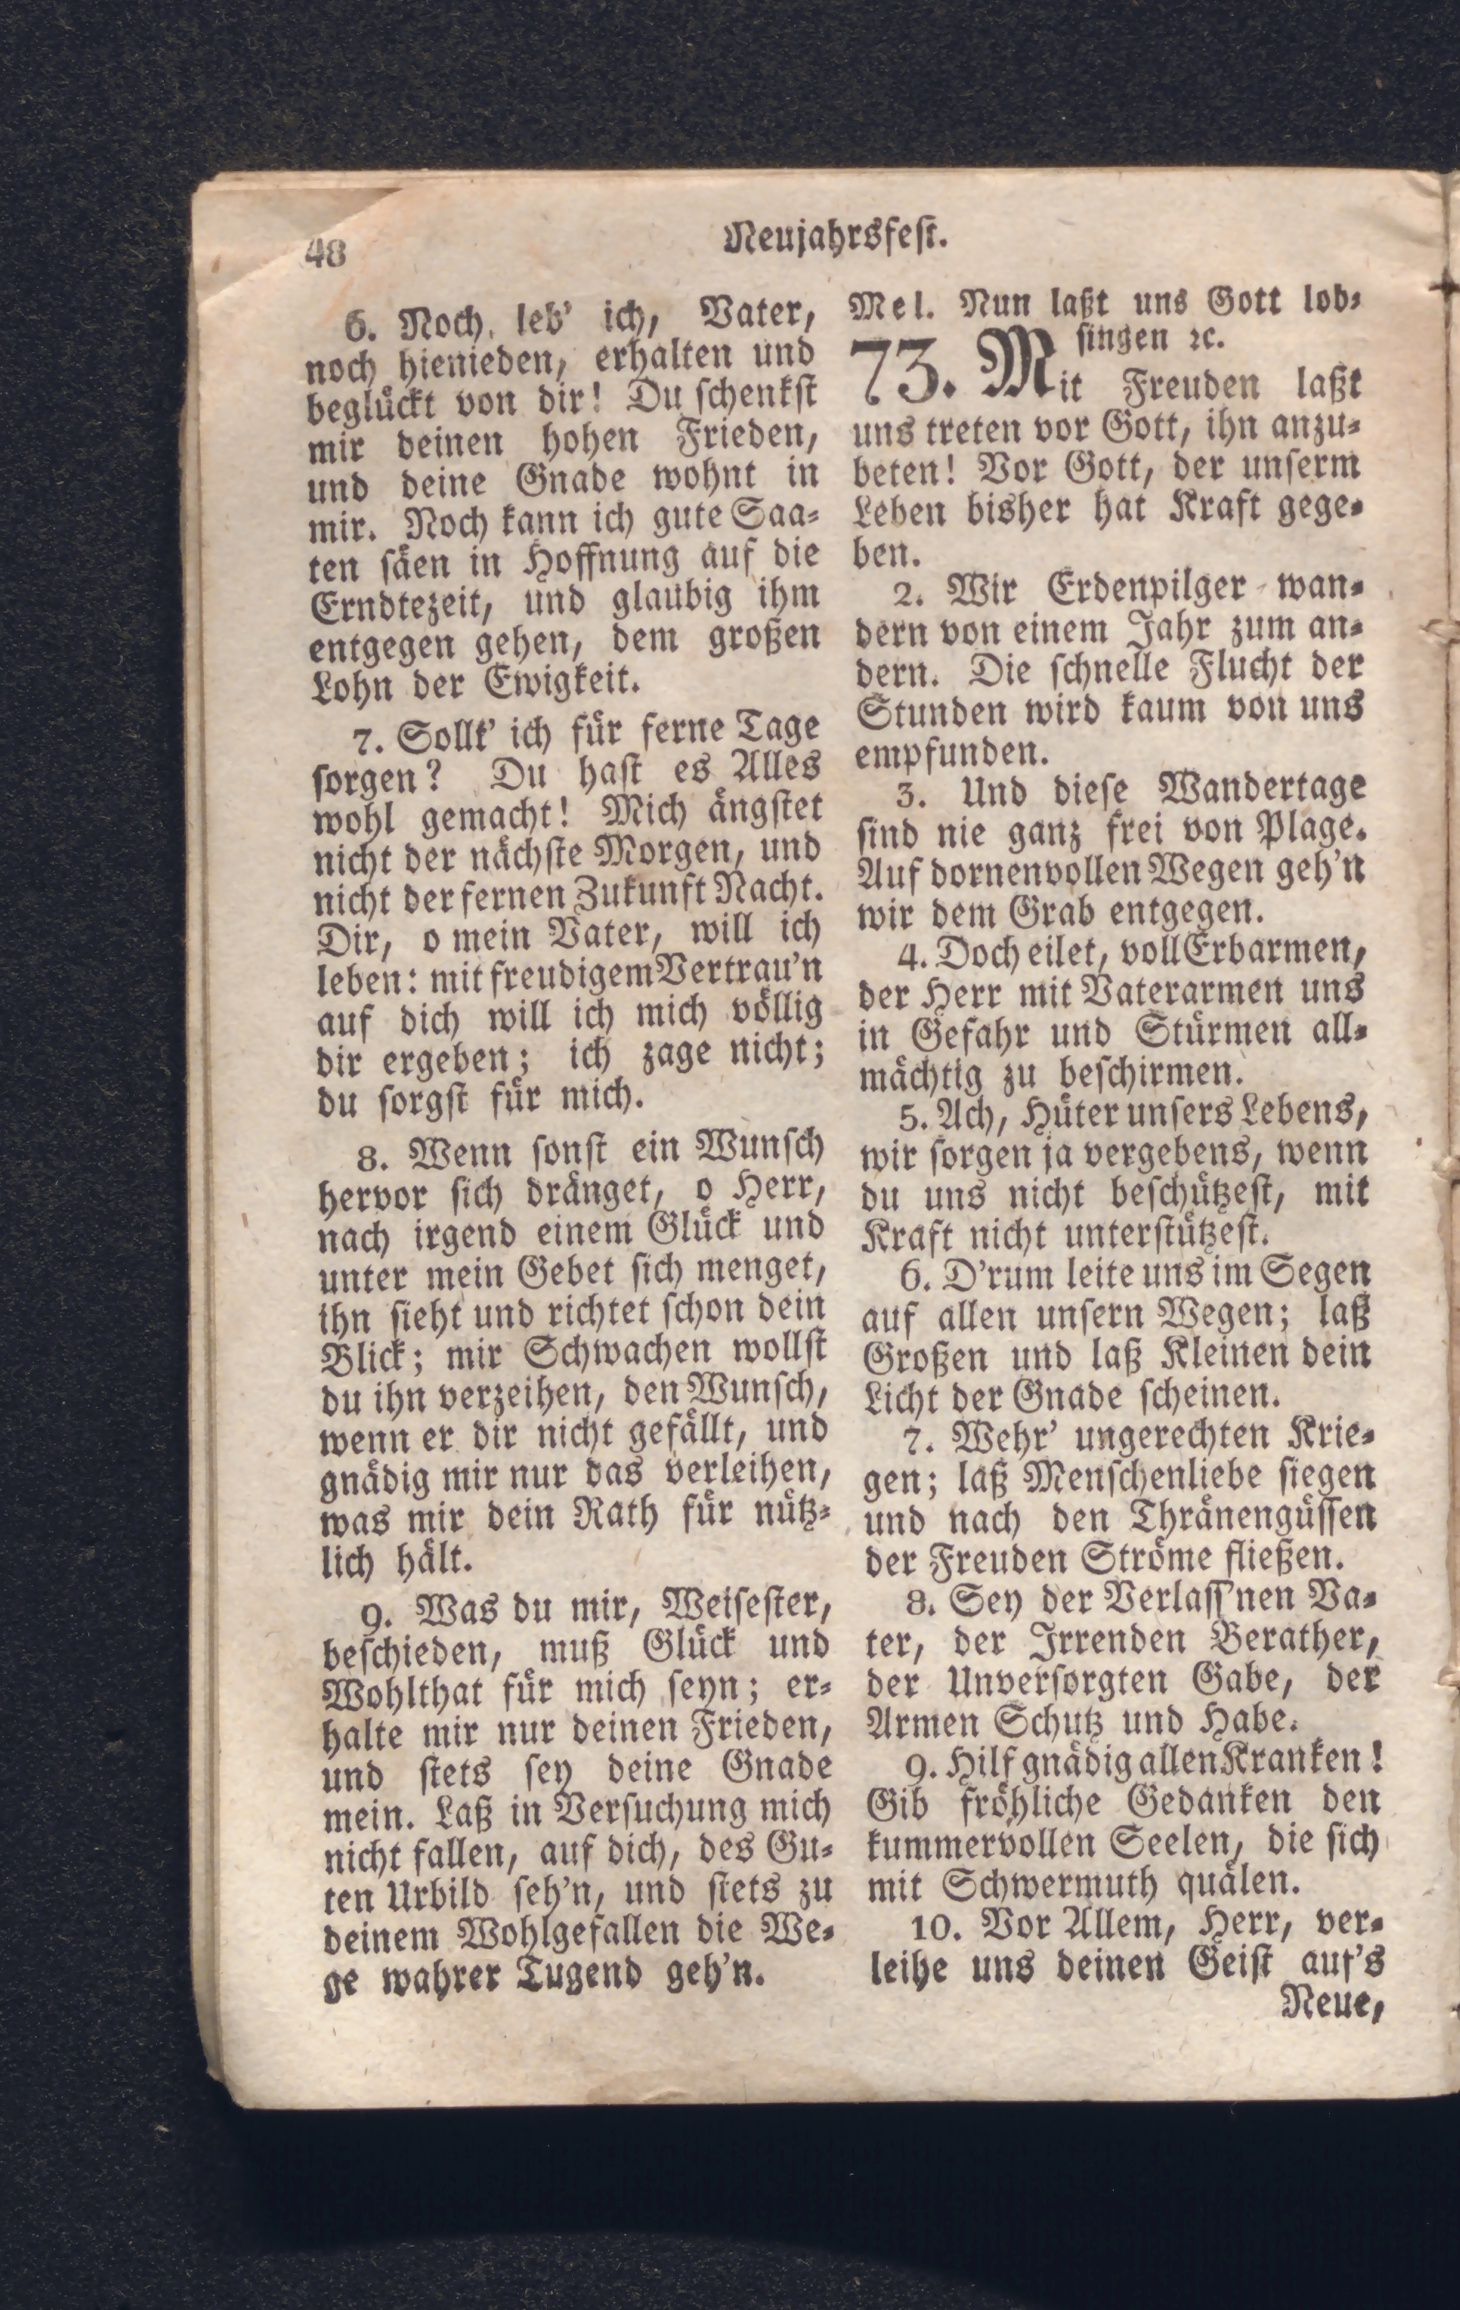 48
Neujahrsfest.
6. Noch leb' ich, Vater,
noch hienieden, erhalten und
beglückt von dir! Du schenkst
mir deinen hohen Frieden,
und deine Gnade wohnt in
mir. Noch kann ich gute Saa-
ten säen in Hoffnung auf die
Erndtezeit, und glaubig ihm
entgegen gehen, dem großen
Lohn der Ewigkeit.
7. Sollt' ich für ferne Tage
sorgen? Du hast es Alles
wohl gemacht! Mich ängstet
nicht der nächste Morgen, und
nicht der fernen Zukunft Nacht.
Dir, o mein Vater, will ich
leben: mit freudigem Vertrau'n
auf dich will ich mich völlig
dir ergeben; ich zage nicht;
du sorgst für mich.
8. Wenn sonst ein Wunsch
hervor sich dränget, o Herr,
nach irgend einem Glück und
unter mein Gebet sich menget,
ihn sieht und richtet schon dein
Blick; mir Schwachen wollst
du ihn verzeihen, den Wunsch,
wenn er dir nicht gefällt, und
gnädig mir nur das verleihen,
was mir dein Rath für nütz-
lich hält.
9. Was du mir, Weisester,
beschieden, muß Glück und
Wohlthat für mich seyn; er-
halte mir nur deinen Frieden,
und stets sey deine Gnade
mein. Laß in Versuchung mich
nicht fallen, auf dich, des Gu-
ten Urbild seh'n, und stets zu
deinem Wohlgefallen die We-
ge wahrer Tugend geh'n.
Mel. Nun laßt uns Gott lob-
singen ꝛc.
73. Mit Freuden laßt
uns treten vor Gott, ihn anzu-
beten! Vor Gott, der unserm
Leben bisher hat Kraft gege-
ben.
2. Wir Erdenpilger wan-
dern von einem Jahr zum an-
dern. Die schnelle Flucht der
Stunden wird kaum von uns
empfunden.
3. Und diese Wandertage
sind nie ganz frei von Plage.
Auf dornenvollen Wegen geh'n
wir dem Grab entgegen.
4. Doch eilet, voll Erbarmen,
der Herr mit Vaterarmen uns
in Gefahr und Stürmen all-
mächtig zu beschirmen.
5. Ach, Hüter unsers Lebens,
wir sorgen ja vergebens, wenn
du uns nicht beschützest, mit
Kraft nicht unterstützest.
6. D'rum leite uns im Segen
auf allen unsern Wegen; laß
Großen und laß Kleinen dein
Licht der Gnade scheinen.
7. Wehr' ungerechten Krie-
gen; laß Menschenliebe siegen
und nach den Thränengüssen
der Freuden Ströme fließen.
8. Sey der Verlass'nen Va-
ter, der Irrenden Berather,
der Unversorgten Gabe, der
Armen Schutz und Habe.
9. Hilf gnädig allen Kranken!
Gib fröhliche Gedanken den
kummervollen Seelen, die sich
mit Schwermuth quälen.
10. Vor Allem, Herr, ver-
leihe uns deinen Geist auf's
Neue,